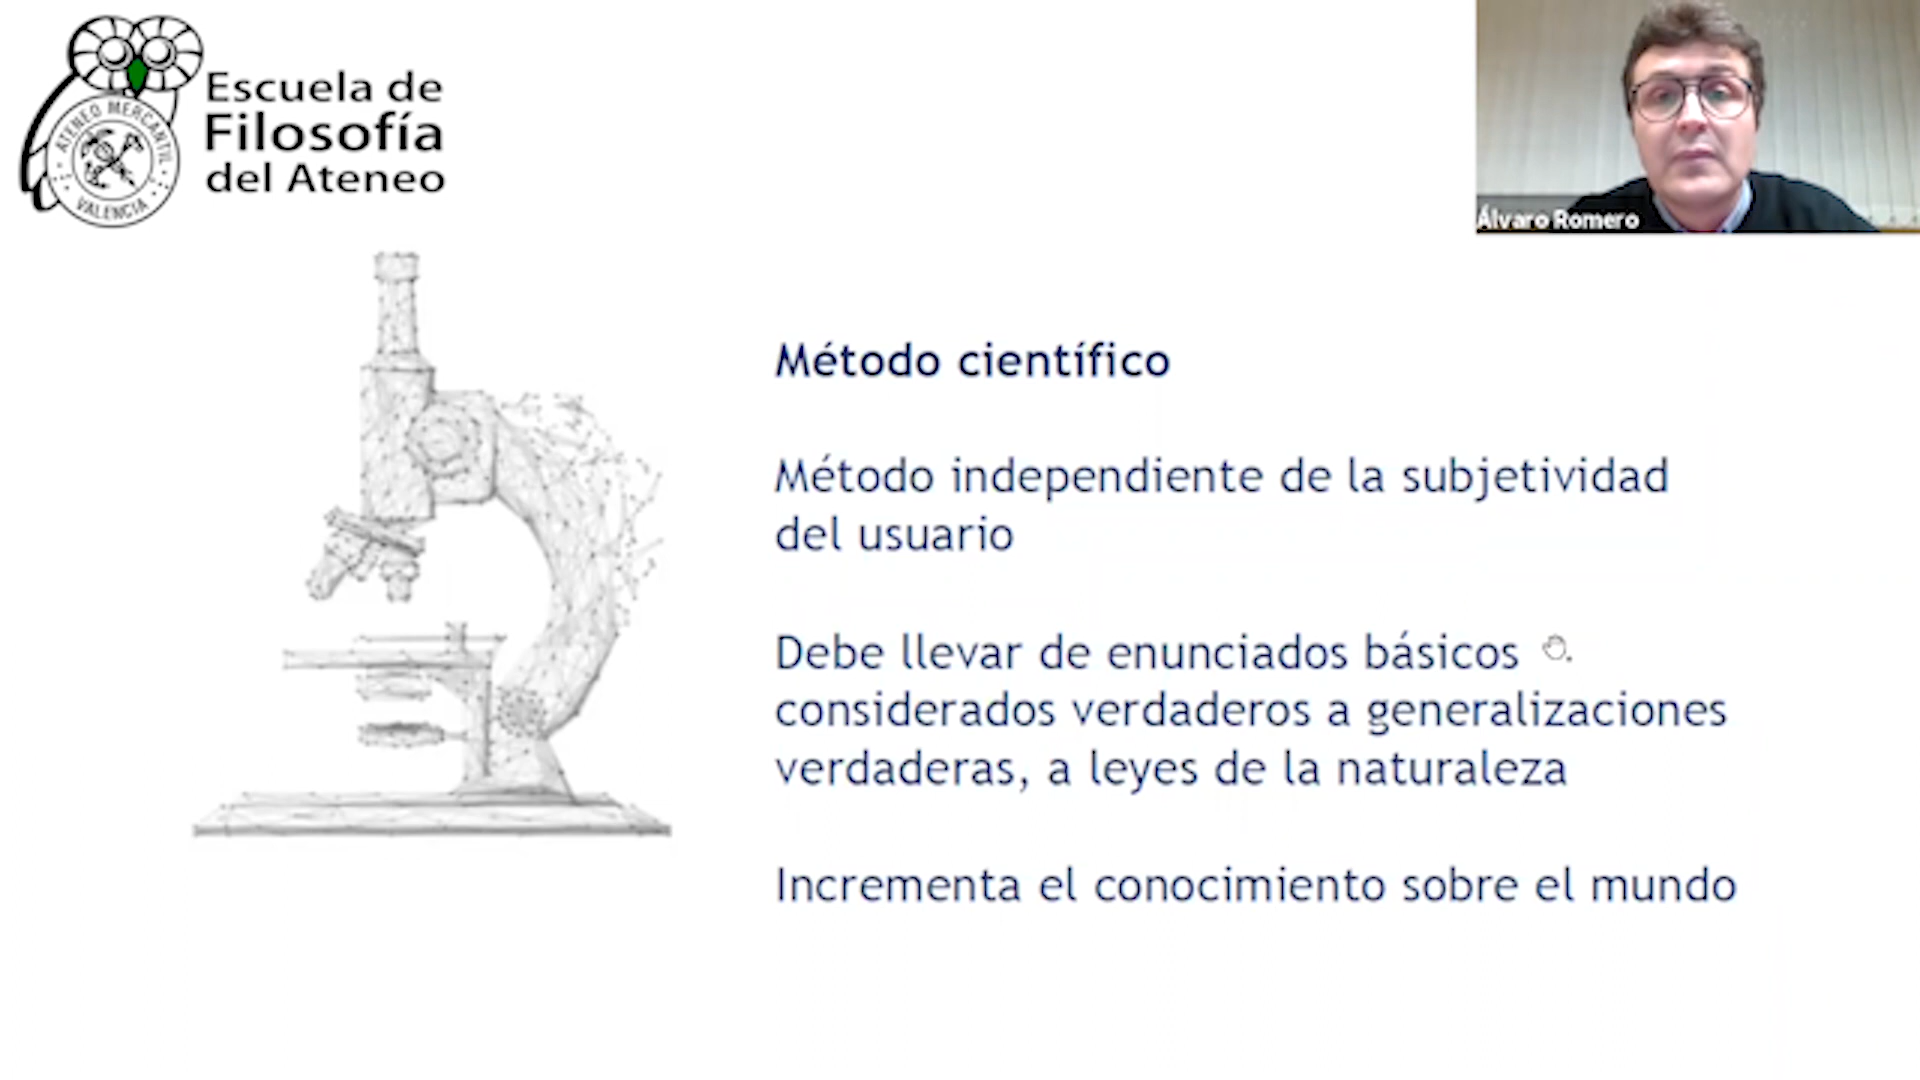 Escuela de
Filosofía
del Ateneo
ATENEO MERCANTIL
VALENCIA
Álvaro Romero
Método científico
Método independiente de la subjetividad
del usuario
Debe llevar de enunciados básicos
considerados verdaderos a generalizaciones
verdaderas, a leyes de la naturaleza
Incrementa el conocimiento sobre el mundo